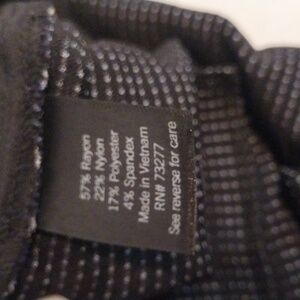 57% Rayon
22% Nylon
17% Polyester
4% Spandex
Made in Vietnam
RN# 73277
See reverse for care